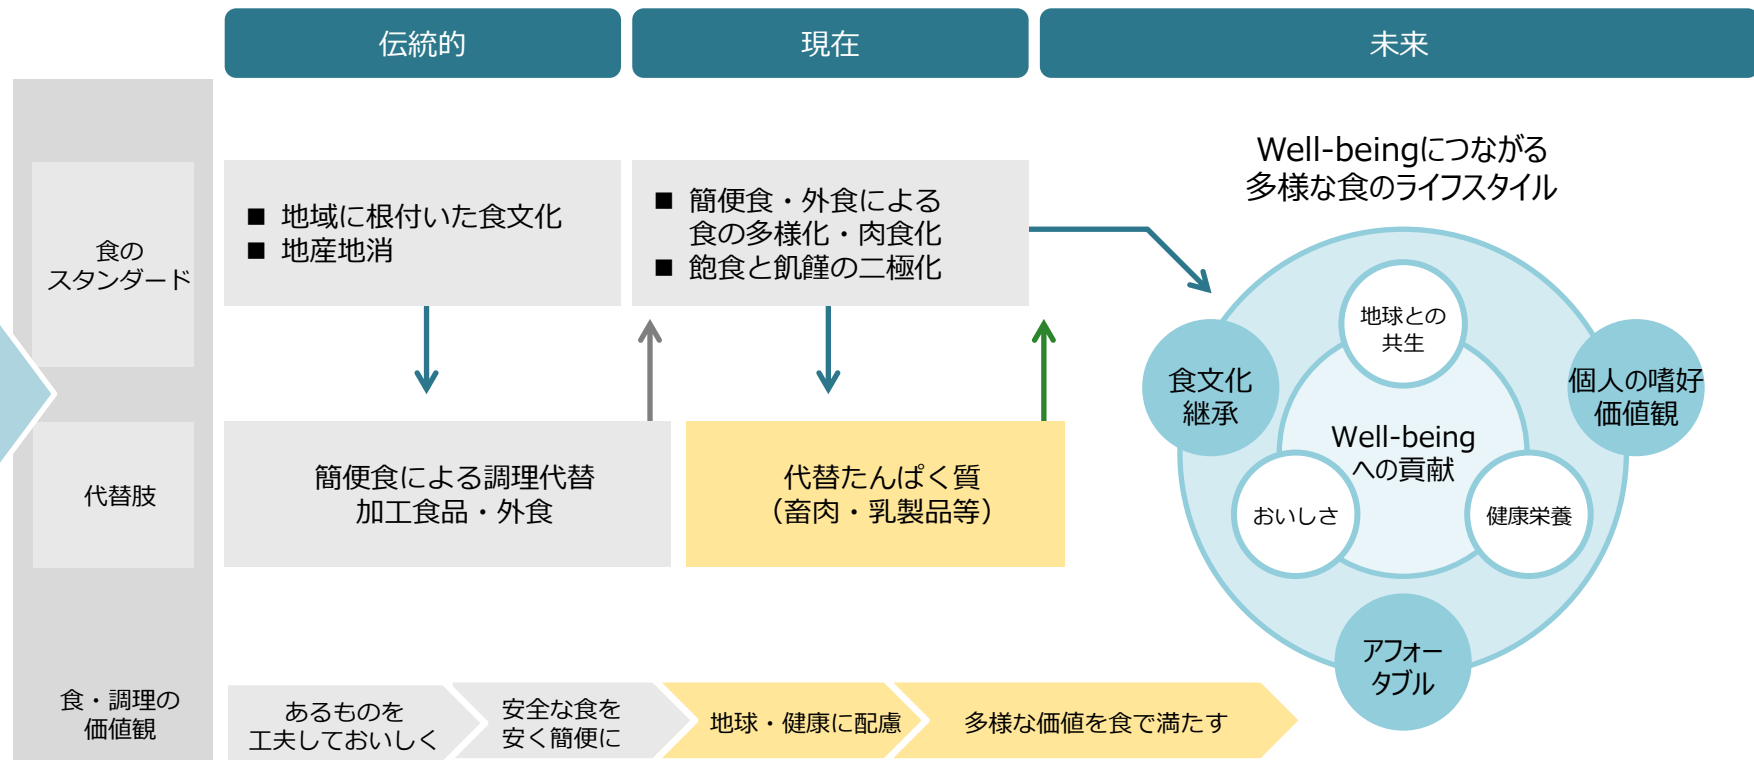 伝統的
現在
未来
食の
スタンダード
■ 地域に根付いた食文化
■ 地産地消
■ 簡便食・外食による
食の多様化・肉食化
■ 飽食と飢饉の二極化
Well-beingにつながる
多様な食のライフスタイル
地球との
共生
食文化
継承
個人の嗜好
価値観
Well-being
への貢献
おいしさ
健康栄養
アフォー
タブル
代替肢
簡便食による調理代替
加工食品・外食
代替たんぱく質
（畜肉・乳製品等）
食・調理の
価値観
あるものを
工夫しておいしく
安全な食を
安く簡便に
地球・健康に配慮
多様な価値を食で満たす